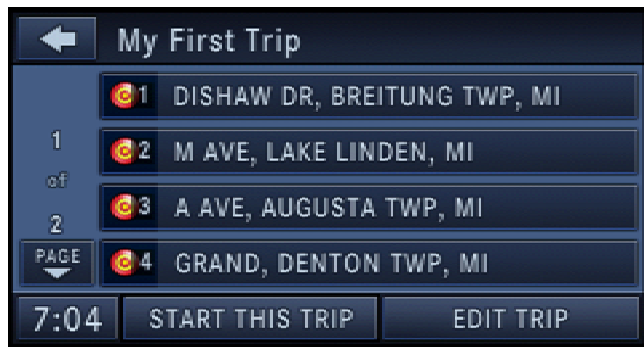 My First Trip
1 DISHAW DR, BREITUNG TWP, MI
1
of
2
2 M AVE, LAKE LINDEN, MI
3 A AVE, AUGUSTA TWP, MI
4 GRAND, DENTON TWP, MI
PAGE
7:04 START THIS TRIP EDIT TRIP